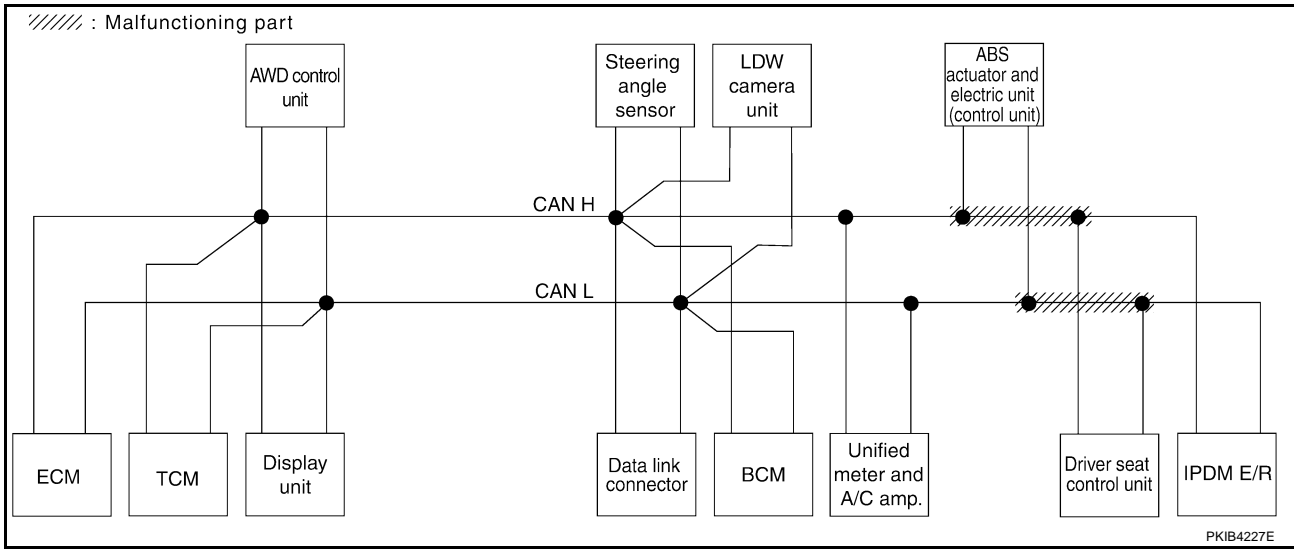 : Malfunctioning part
AWD control
unit
Steering
angle
sensor
LDW
camera
unit
ABS
actuator and
electric unit
(control unit)
CAN H
CAN L
ECM
TCM
Display
unit
Data link
connector
BCM
Unified
meter and
A/C amp.
Driver seat
control unit
IPDM E/R
PKIB4227E